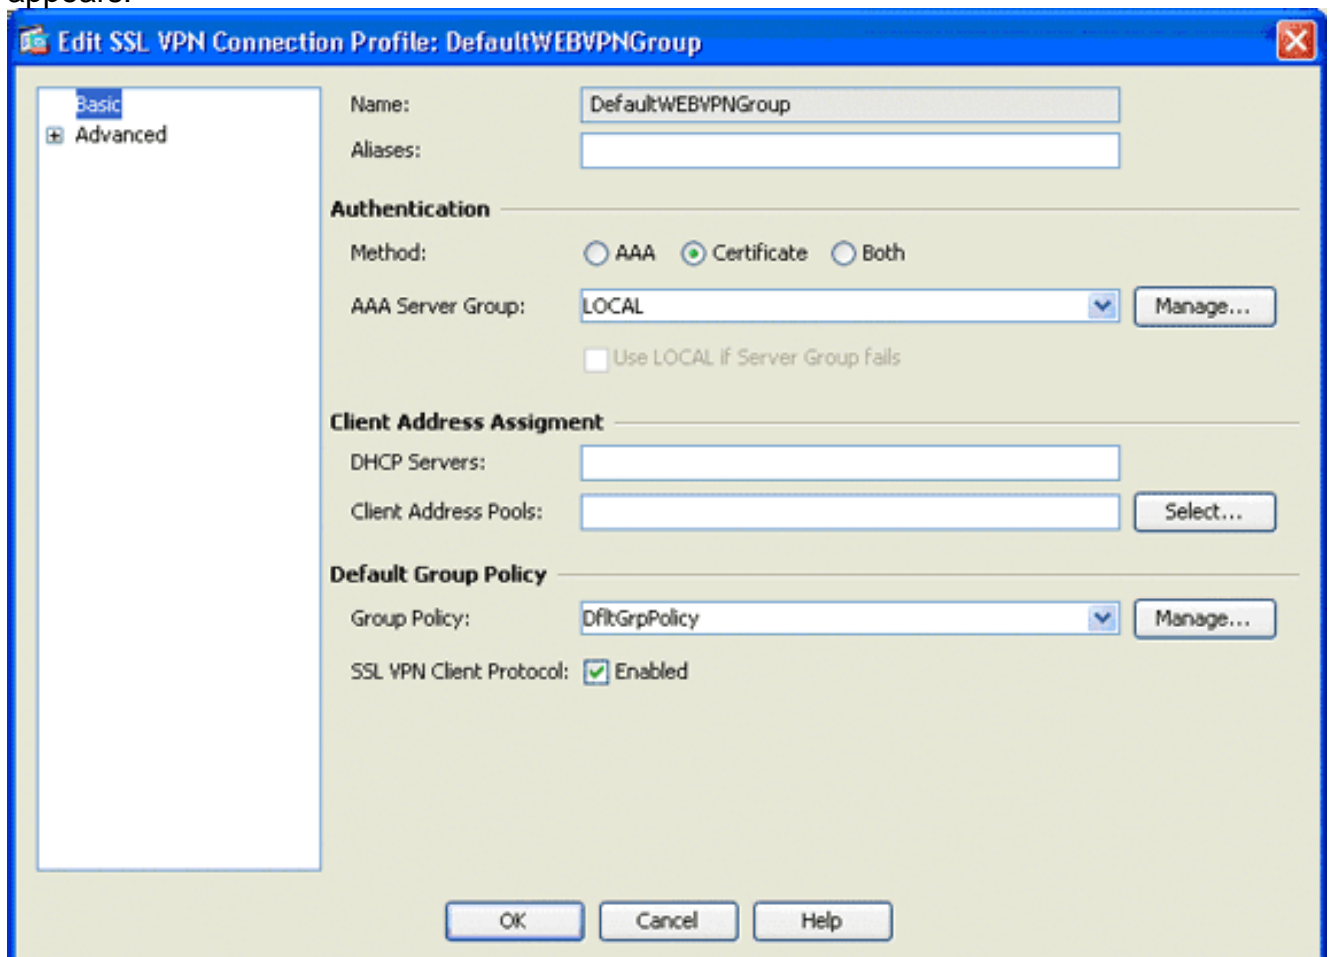 appears.
Edit SSL VPN Connection Profile: DefaultWEBVPNGroup
Basic
Advanced
Name: DefaultWEBVPNGroup
Aliases:
Authentication
Method: AAA Certificate Both
AAA Server Group: LOCAL Manage...
Use LOCAL if Server Group fails
Client Address Assigment
DHCP Servers:
Client Address Pools: Select...
Default Group Policy
Group Policy: DfltGrpPolicy Manage...
SSL VPN Client Protocol: Enabled
OK Cancel Help